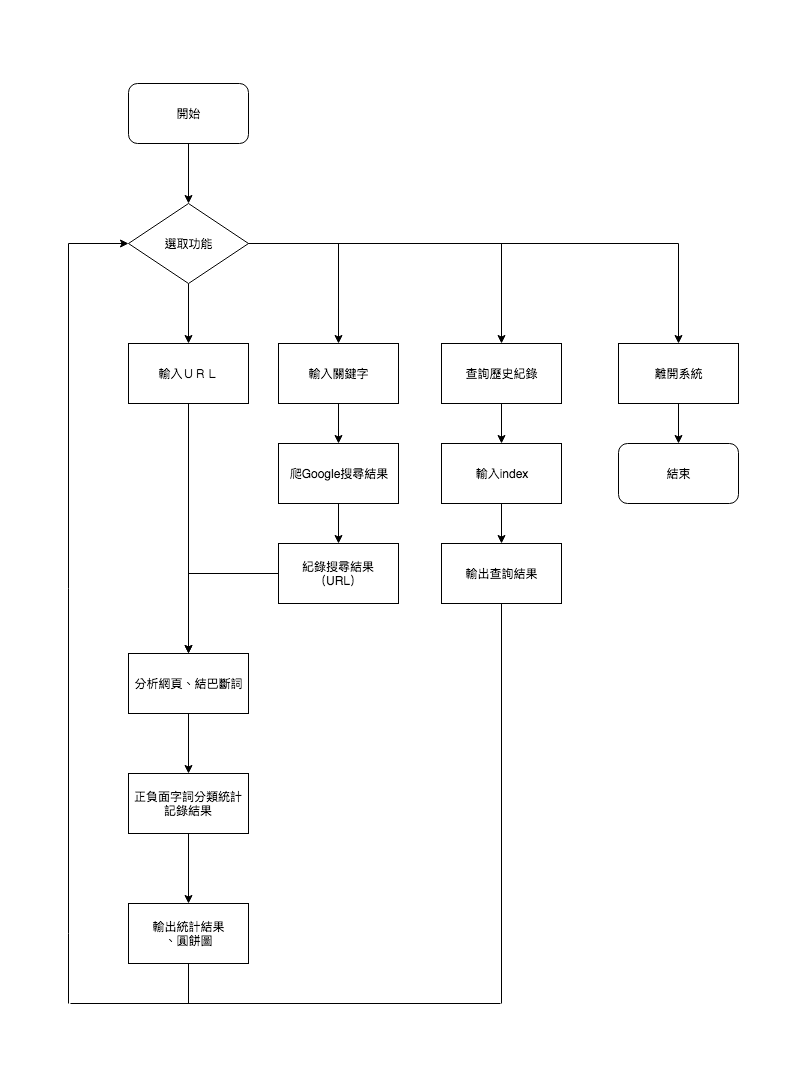 開始
選取功能
輸入ＵＲＬ
輸入關鍵字
查詢歷史紀錄
離開系統
爬Google搜尋結果
輸入index
結束
紀錄搜尋結果
（URL）
輸出查詢結果
分析網頁、結巴斷詞
正負面字詞分類統計
記錄結果
輸出統計結果
、圓餅圖